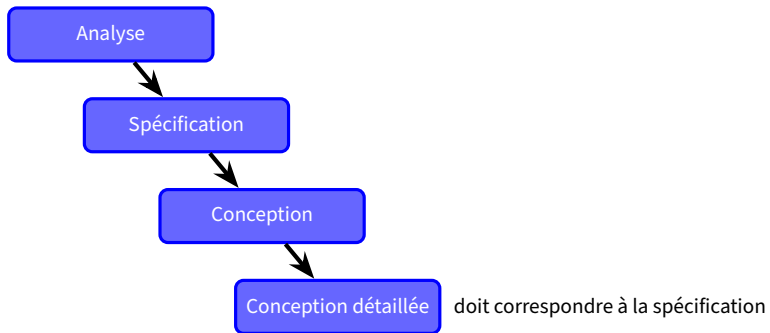 Analyse
Spécification
Conception
Conception détaillée
doit correspondre à la spécification